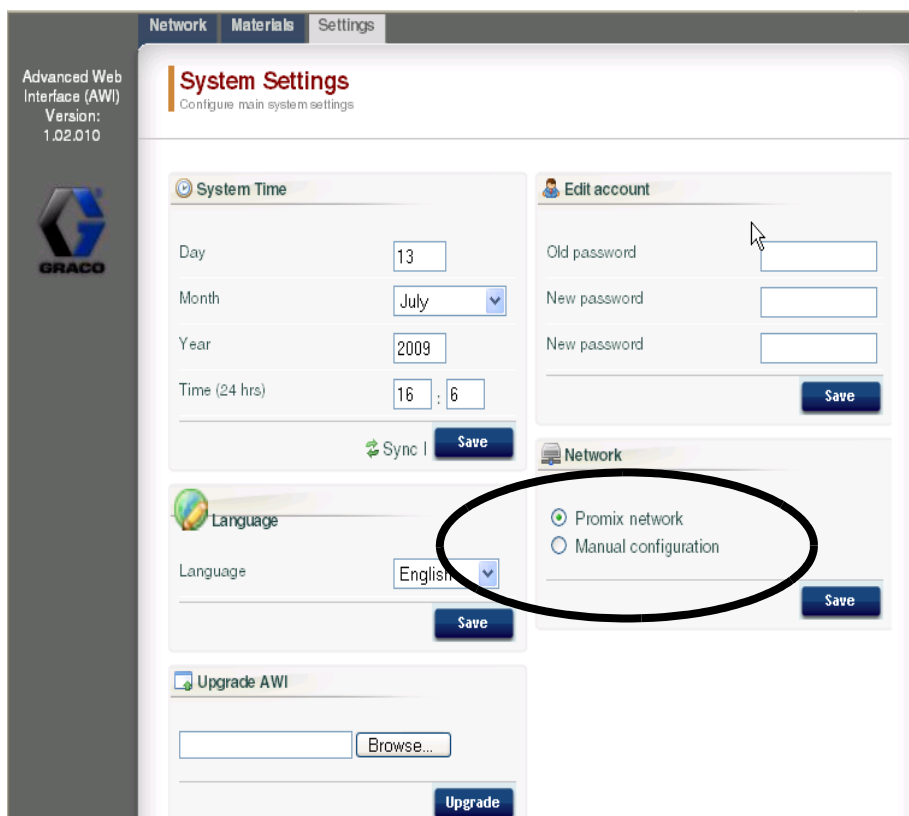 Network Materials Settings
Advanced Web
Interface (AWI)
Version:
1.02.010
GRACO
System Settings
Configure main system settings
System Time
Day 13
Month July
Year 2009
Time (24 hrs) 16 : 6
Sync | Save
Language
Language English
Save
Upgrade AWI
Browse...
Upgrade
Edit account
Old password
New password
New password
Save
Network
Promix network
Manual configuration
Save